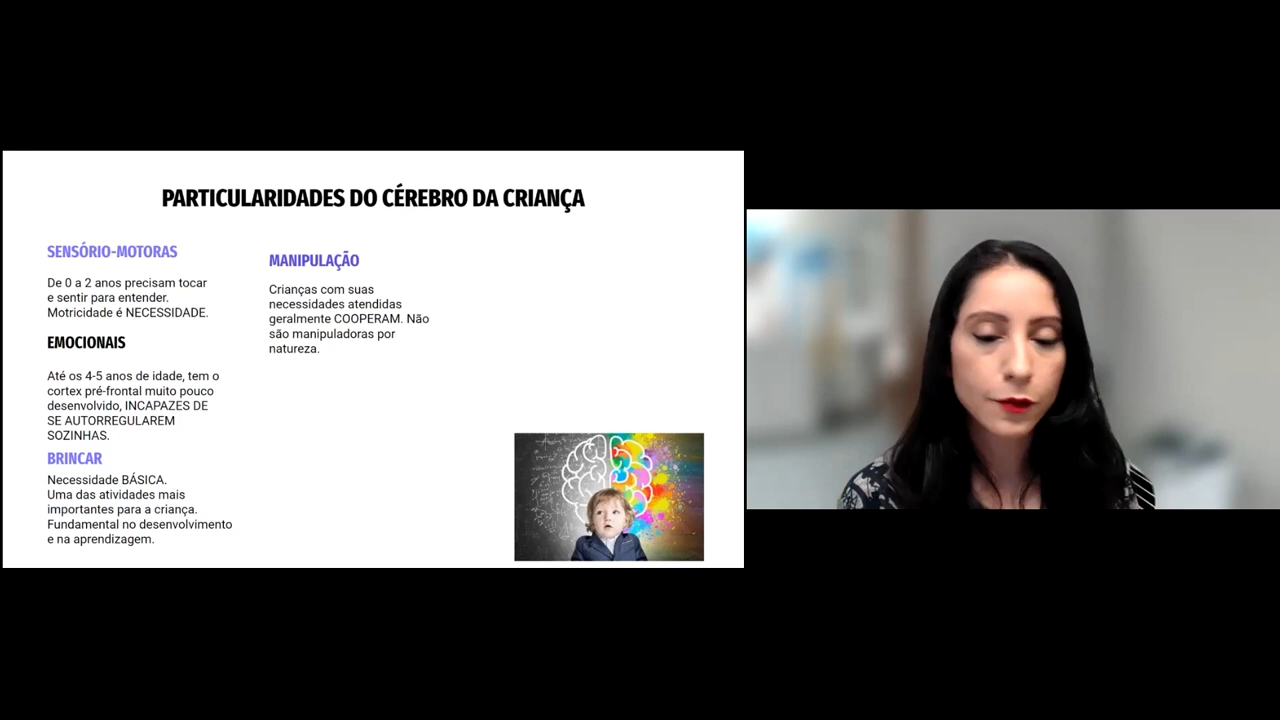 PARTICULARIDADES DO CÉREBRO DA CRIANÇA
SENSÓRIO-MOTORAS
De 0 a 2 anos precisam tocar
e sentir para entender.
Motricidade é NECESSIDADE.
EMOCIONAIS
Até os 4-5 anos de idade, tem o
cortex pré-frontal muito pouco
desenvolvido, INCAPAZES DE
SE AUTORREGULAREM
SOZINHAS.
BRINCAR
Necessidade BÁSICA.
Uma das atividades mais
importantes para a criança.
Fundamental no desenvolvimento
e na aprendizagem.
MANIPULAÇÃO
Crianças com suas
necessidades atendidas
geralmente COOPERAM. Não
são manipuladoras por
natureza.